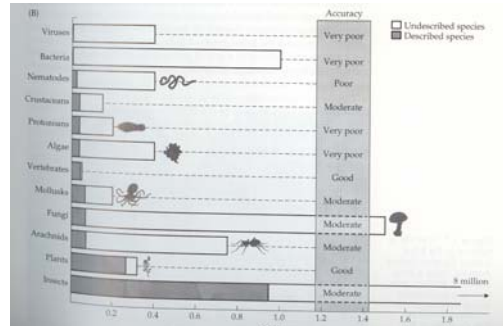 (B)
Accuracy
Undescribed species
Described species
Viruses Very poor
Bacteria Very poor
Nematodes Poor
Crustaceans Moderate
Protozoans Very poor
Algae Very poor
Vertebrates Good
Mollusks Moderate
Fungi Moderate
Arachnids Moderate
Plants Good
Insects Moderate
8 million
0.2 0.4 0.6 0.8 1.0 1.2 1.4 1.6 1.8